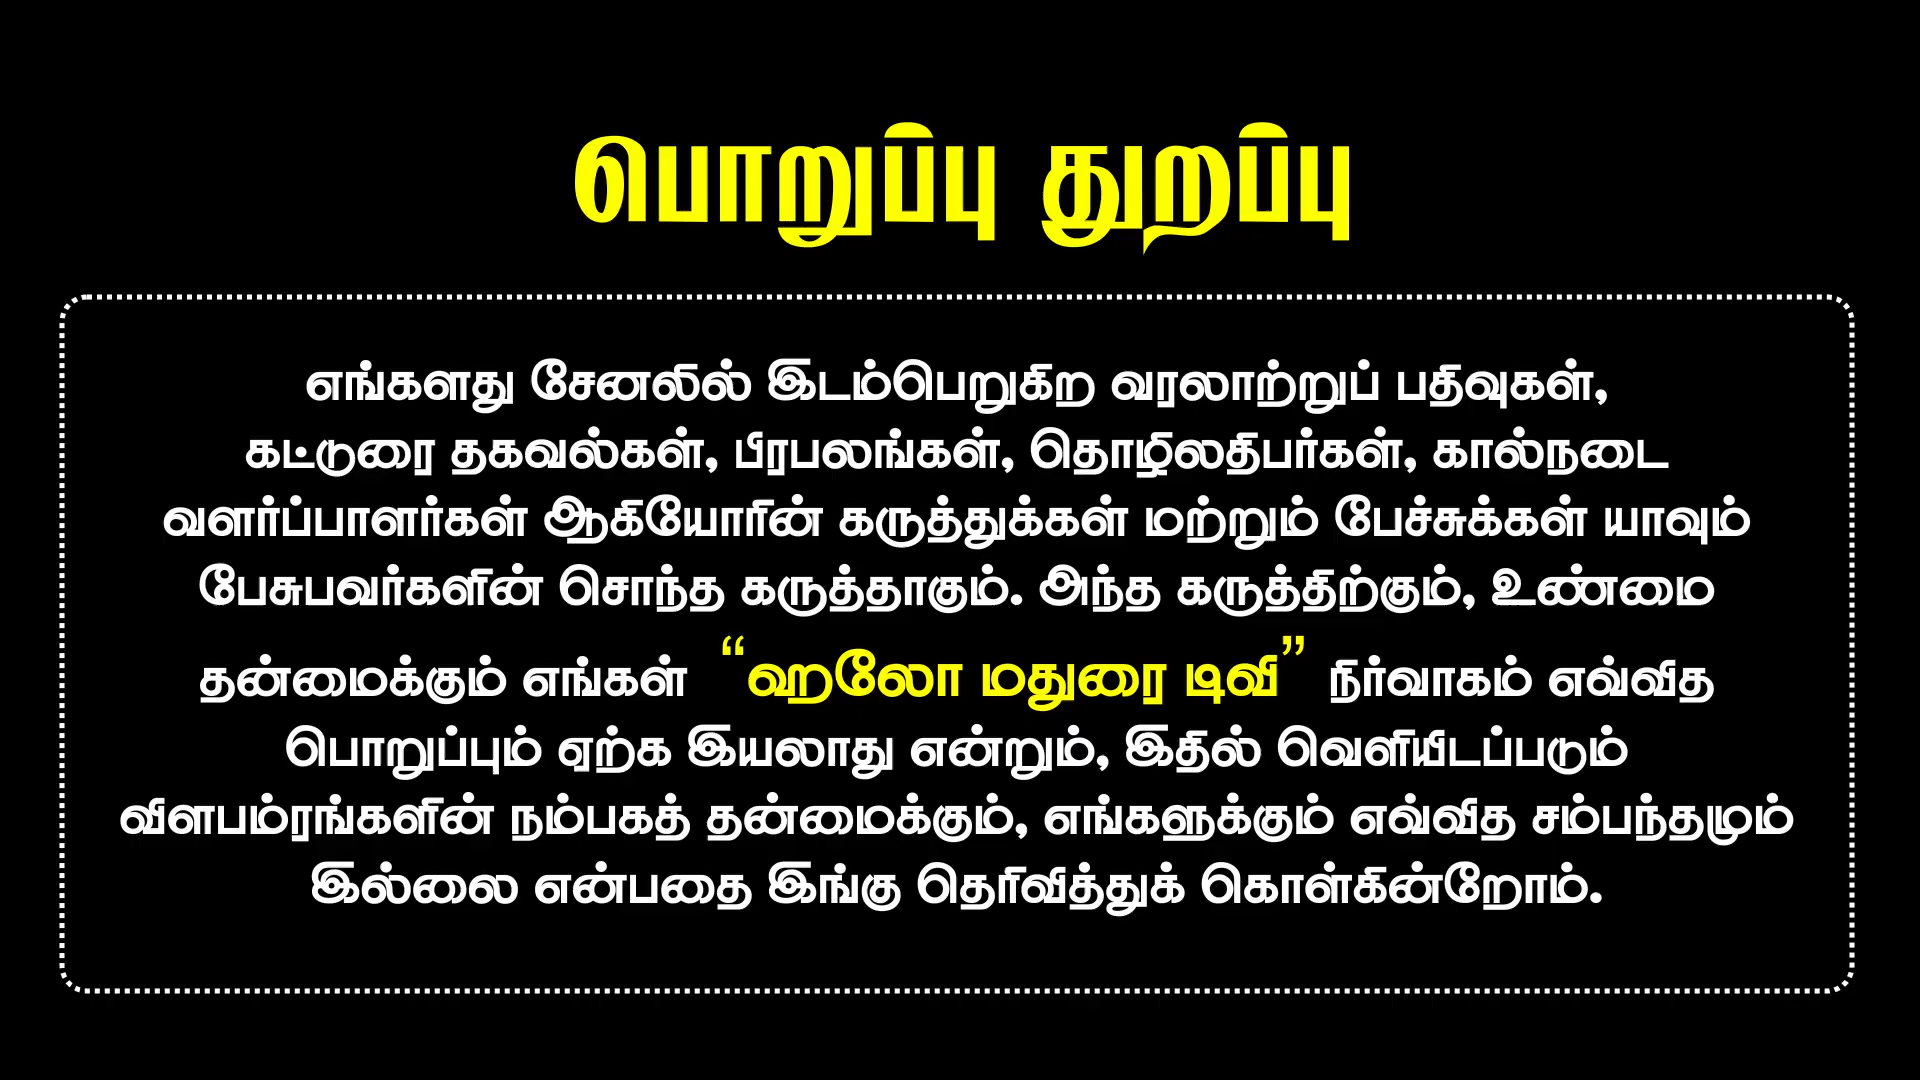 பொறுப்பு துறப்பு
எங்களது சேனலில் இடம்பெறுகிற வரலாற்றுப் பதிவுகள்,
கட்டுரை தகவல்கள், பிரபலங்கள், தொழிலதிபர்கள், கால்நடை
வளர்ப்பாளர்கள் ஆகியோரின் கருத்துக்கள் மற்றும் பேச்சுக்கள் யாவும்
பேசுபவர்களின் சொந்த கருத்தாகும். அந்த கருத்திற்கும், உண்மை
தன்மைக்கும் எங்கள் “ஹலோ மதுரை டிவி” நிர்வாகம் எவ்வித
பொறுப்பும் ஏற்க இயலாது என்றும், இதில் வெளியிடப்படும்
விளபம்ரங்களின் நம்பகத் தன்மைக்கும், எங்களுக்கும் எவ்வித சம்பந்தமும்
இல்லை என்பதை இங்கு தெரிவித்துக் கொள்கின்றோம்.